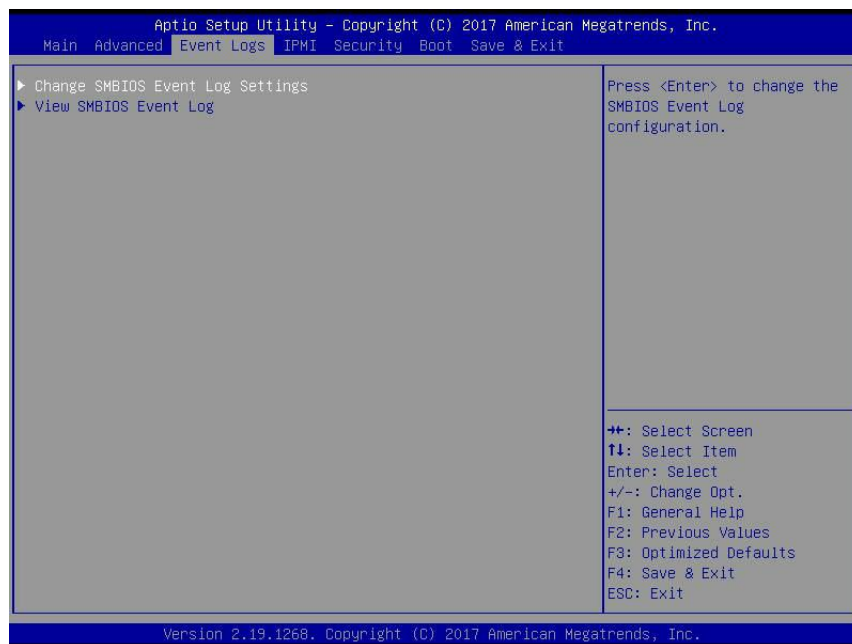 Aptio Setup Utility – Copyright (C) 2017 American Megatrends, Inc.
Main Advanced Event Logs IPMI Security Boot Save & Exit
▶ Change SMBIOS Event Log Settings
▶ View SMBIOS Event Log
Press <Enter> to change the
SMBIOS Event Log
configuration.
→←: Select Screen
↑↓: Select Item
Enter: Select
+/-: Change Opt.
F1: General Help
F2: Previous Values
F3: Optimized Defaults
F4: Save & Exit
ESC: Exit
Version 2.19.1268. Copyright (C) 2017 American Megatrends, Inc.